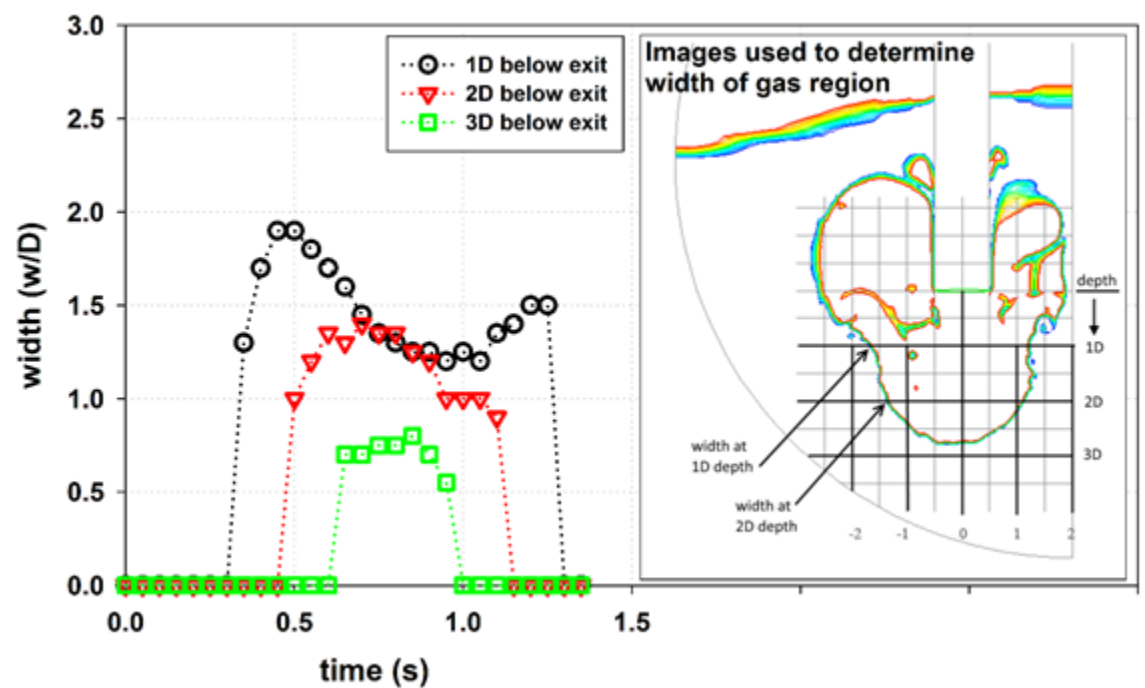 3.0
2.5
2.0
1.5
1.0
0.5
0.0
width (w/D)
0.0 0.5 1.0 1.5
time (s)
1D below exit
2D below exit
3D below exit
Images used to determine
width of gas region
depth
1D
2D
3D
width at
1D depth
width at
2D depth
-2 -1 0 1 2